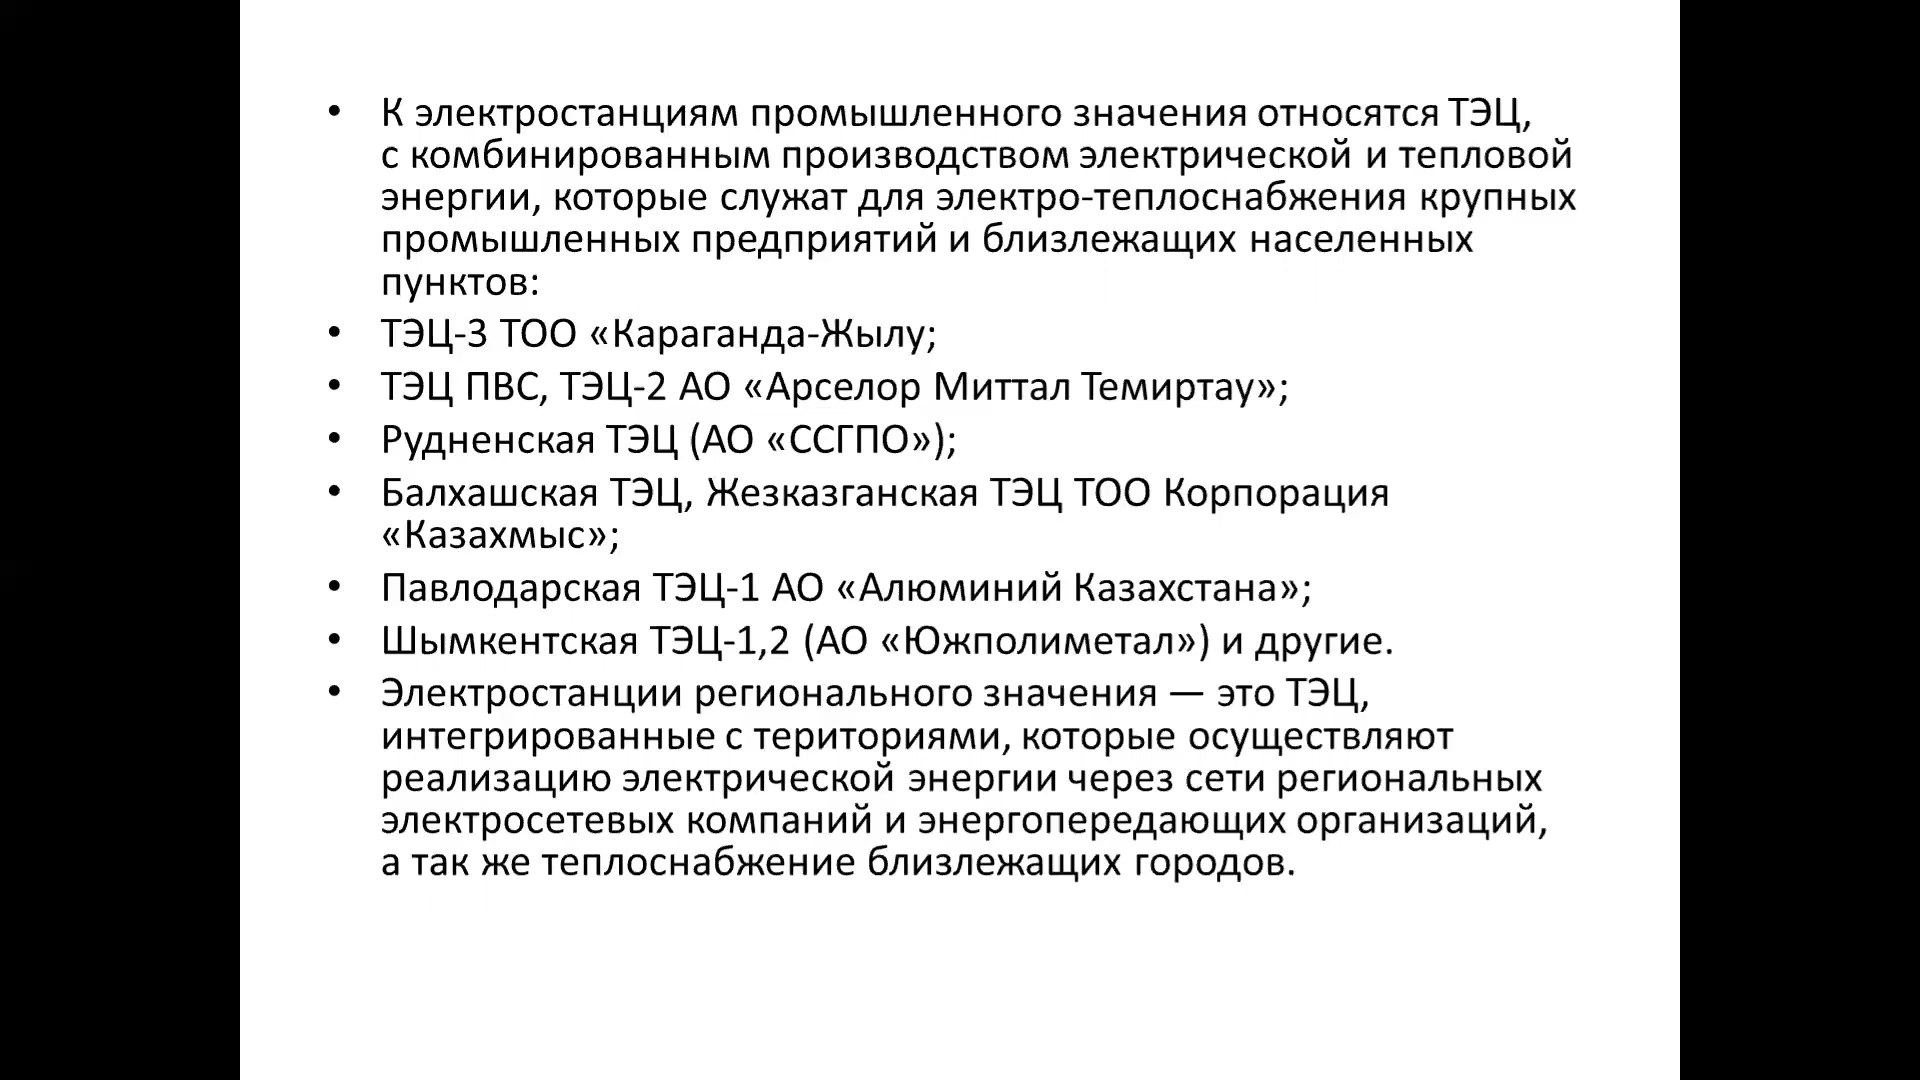 • К электростанциям промышленного значения относятся ТЭЦ,
с комбинированным производством электрической и тепловой
энергии, которые служат для электро-теплоснабжения крупных
промышленных предприятий и близлежащих населенных
пунктов:
• ТЭЦ-3 ТОО «Караганда-Жылу;
• ТЭЦ ПВС, ТЭЦ-2 АО «Арселор Миттал Темиртау»;
• Рудненская ТЭЦ (АО «ССГПО»);
• Балхашская ТЭЦ, Жезказганская ТЭЦ ТОО Корпорация
«Казахмыс»;
• Павлодарская ТЭЦ-1 АО «Алюминий Казахстана»;
• Шымкентская ТЭЦ-1,2 (АО «Южполиметал») и другие.
• Электростанции регионального значения — это ТЭЦ,
интегрированные с териториями, которые осуществляют
реализацию электрической энергии через сети региональных
электросетевых компаний и энергопередающих организаций,
а так же теплоснабжение близлежащих городов.